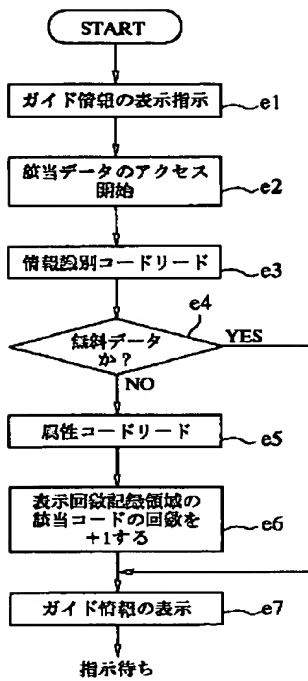 START
ガイド情報の表示指示
e1
該当データのアクセス
開始
e2
情報識別コードリード
e3
e4
無料データ
か?
YES
NO
属性コードリード
e5
表示回数記憶領域の
該当コードの回数を
+1する
e6
ガイド情報の表示
e7
指示待ち